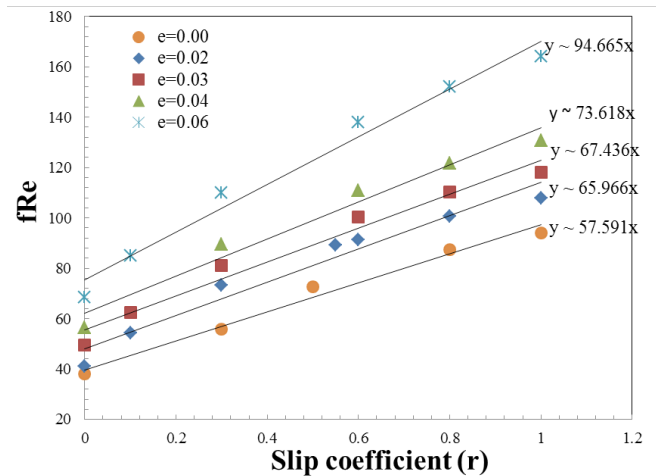 180
160
140
120
100
80
60
40
20
fRe
e=0.00
e=0.02
e=0.03
e=0.04
e=0.06
y ~ 94.665x
y ~ 73.618x
y ~ 67.436x
y ~ 65.966x
y ~ 57.591x
0 0.2 0.4 0.6 0.8 1 1.2
Slip coefficient (r)